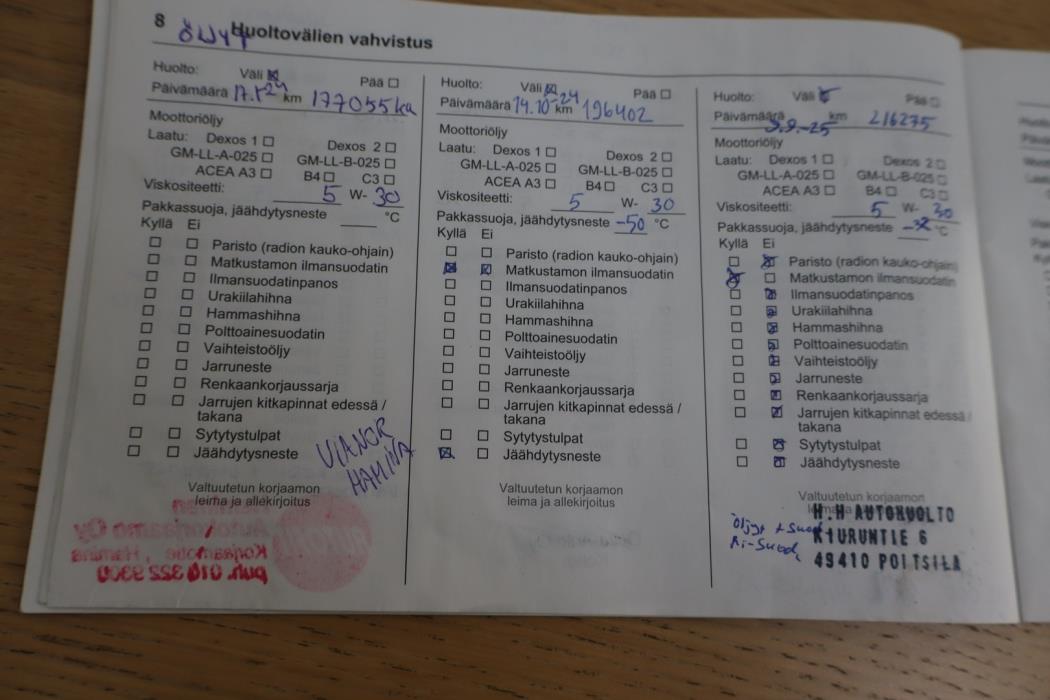 8 Huoltovälien vahvistus
ÖLJYT
Huolto: Väli Pää
Päivämäärä km 177055 km
Moottoriöljy
Laatu: Dexos 1 Dexos 2
GM-LL-A-025 GM-LL-B-025
ACEA A3 B4 C3
Viskositeetti: 5 W- 30
Pakkassuoja, jäähdytysneste °C
Kyllä Ei
Paristo (radion kauko-ohjain)
Matkustamon ilmansuodatin
Ilmansuodatinpanos
Urakiilahihna
Hammashihna
Polttoainesuodatin
Vaihteistoöljy
Jarruneste
Renkaankorjaussarja
Jarrujen kitkapinnat edessä /
takana
Sytytystulpat
Jäähdytysneste
VIANOR
HAMINA
Valtuutetun korjaamon
leima ja allekirjoitus
Huolto: Väli Pää
Päivämäärä 14.10-24 km 196402
Moottoriöljy
Laatu: Dexos 1 Dexos 2
GM-LL-A-025 GM-LL-B-025
ACEA A3 B4 C3
Viskositeetti: 5 W- 30
Pakkassuoja, jäähdytysneste -50 °C
Kyllä Ei
Paristo (radion kauko-ohjain)
Matkustamon ilmansuodatin
Ilmansuodatinpanos
Urakiilahihna
Hammashihna
Polttoainesuodatin
Vaihteistoöljy
Jarruneste
Renkaankorjaussarja
Jarrujen kitkapinnat edessä /
takana
Sytytystulpat
Jäähdytysneste
Valtuutetun korjaamon
leima ja allekirjoitus
Huolto: Väli Pää
Päivämäärä 9.9.-25 km 216275
Moottoriöljy
Laatu: Dexos 1 Dexos 2
GM-LL-A-025 GM-LL-B-025
ACEA A3 B4 C3
Viskositeetti: 5 W- 30
Pakkassuoja, jäähdytysneste °C
Kyllä Ei
Paristo (radion kauko-ohjain)
Matkustamon ilmansuodatin
Ilmansuodatinpanos
Urakiilahihna
Hammashihna
Polttoainesuodatin
Vaihteistoöljy
Jarruneste
Renkaankorjaussarja
Jarrujen kitkapinnat edessä /
takana
Sytytystulpat
Jäähdytysneste
Valtuutetun korjaamon
Öljyt + suod
H.H AUTOHUOLTO
KIURUNTIE 6
49410 POITSILA